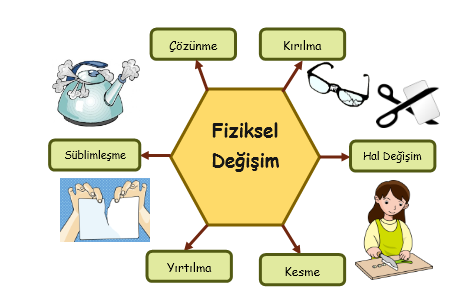 Çözünme
Kırılma
Fiziksel
Değişim
Süblimleşme
Hal Değişim
Yırtılma
Kesme